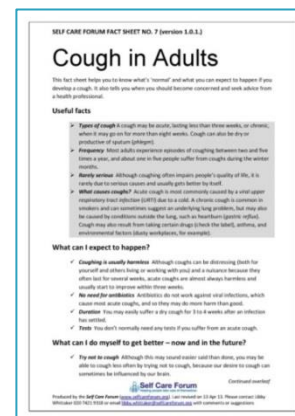 SELF CARE FORUM FACT SHEET NO. 7 (version 1.0.1.)
Cough in Adults
This fact sheet helps you to know what's 'normal' and what you can expect to happen if you
develop a cough. It also tells you when you should become concerned and seek advice from
a health professional.
Useful facts
➤ Types of cough A cough may be acute, lasting less than three weeks, or chronic,
when it may go on for more than eight weeks. Cough can also be dry or
productive of sputum (phlegm).
➤ Frequency Most adults experience episodes of coughing between two and five
times a year, and about one in five people suffer from coughs during the winter
months.
➤ Rarely serious Although coughing often impairs people's quality of life, it is
rarely due to serious causes and usually gets better by itself.
➤ What causes coughs? Acute cough is most commonly caused by a viral upper
respiratory tract infection (URTI) due to a cold. A chronic cough is common in
smokers and can sometimes suggest an underlying lung problem, but may also
be caused by conditions outside the lung, such as heartburn (gastric reflux).
Cough may also result from taking certain drugs (check the label), asthma, and
environmental factors (dusty workplaces, for example).
What can I expect to happen?
✓ Coughing is usually harmless Although coughs can be distressing (both for
yourself and others living or working with you) and a nuisance because they
often last for several weeks, acute coughs are almost always harmless and
usually start to improve within three weeks.
✓ No need for antibiotics Antibiotics do not work against viral infections, which
cause most acute coughs, and so they may do more harm than good.
✓ Duration You may easily suffer a dry cough for 3 to 4 weeks after an infection
has settled.
✓ Tests You don't normally need any tests if you suffer from an acute cough.
What can I do myself to get better – now and in the future?
✓ Try not to cough Although this may sound easier said than done, you may be
able to cough less often by trying not to cough, because our desire to cough can
sometimes be influenced by our brain.
Continued overleaf
Self Care Forum
Produced by the Self Care Forum